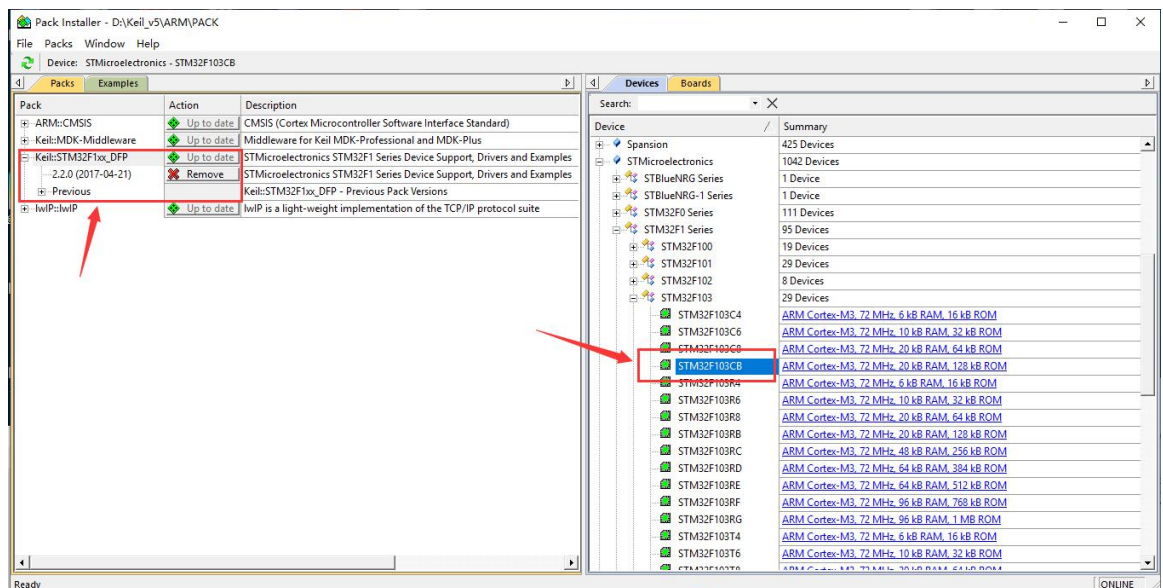 Pack Installer - D:\Keil_v5\ARM\PACK
File Packs Window Help
Device: STMicroelectronics - STM32F103CB
Packs Examples
Pack Action Description
ARM::CMSIS Up to date CMSIS (Cortex Microcontroller Software Interface Standard)
Keil::MDK-Middleware Up to date Middleware for Keil MDK-Professional and MDK-Plus
Keil::STM32F1xx_DFP Up to date STMicroelectronics STM32F1 Series Device Support, Drivers and Examples
2.2.0 (2017-04-21) Remove STMicroelectronics STM32F1 Series Device Support, Drivers and Examples
Previous Keil::STM32F1xx_DFP - Previous Pack Versions
lwIP::lwIP Up to date lwIP is a light-weight implementation of the TCP/IP protocol suite
Devices Boards
Search:
Device Summary
Spansion 425 Devices
STMicroelectronics 1042 Devices
STBlueNRG Series 1 Device
STBlueNRG-1 Series 1 Device
STM32F0 Series 111 Devices
STM32F1 Series 95 Devices
STM32F100 19 Devices
STM32F101 29 Devices
STM32F102 8 Devices
STM32F103 29 Devices
STM32F103C4 ARM Cortex-M3, 72 MHz, 6 kB RAM, 16 kB ROM
STM32F103C6 ARM Cortex-M3, 72 MHz, 10 kB RAM, 32 kB ROM
STM32F103C8 ARM Cortex-M3, 72 MHz, 20 kB RAM, 64 kB ROM
STM32F103CB ARM Cortex-M3, 72 MHz, 20 kB RAM, 128 kB ROM
STM32F103R4 ARM Cortex-M3, 72 MHz, 6 kB RAM, 16 kB ROM
STM32F103R6 ARM Cortex-M3, 72 MHz, 10 kB RAM, 32 kB ROM
STM32F103R8 ARM Cortex-M3, 72 MHz, 20 kB RAM, 64 kB ROM
STM32F103RB ARM Cortex-M3, 72 MHz, 20 kB RAM, 128 kB ROM
STM32F103RC ARM Cortex-M3, 72 MHz, 48 kB RAM, 256 kB ROM
STM32F103RD ARM Cortex-M3, 72 MHz, 64 kB RAM, 384 kB ROM
STM32F103RE ARM Cortex-M3, 72 MHz, 64 kB RAM, 512 kB ROM
STM32F103RF ARM Cortex-M3, 72 MHz, 96 kB RAM, 768 kB ROM
STM32F103RG ARM Cortex-M3, 72 MHz, 96 kB RAM, 1 MB ROM
STM32F103T4 ARM Cortex-M3, 72 MHz, 6 kB RAM, 16 kB ROM
STM32F103T6 ARM Cortex-M3, 72 MHz, 10 kB RAM, 32 kB ROM
STM32F103T8 ARM Cortex-M3, 72 MHz, 20 kB RAM, 64 kB ROM
Ready ONLINE